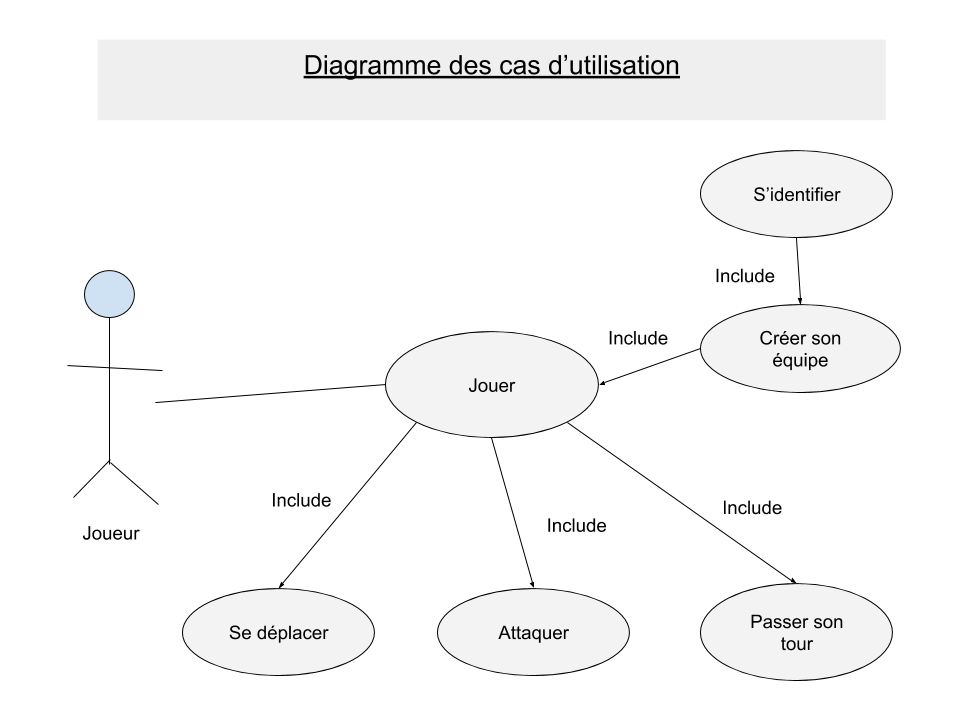 Diagramme des cas d’utilisation
S’identifier
Include
Créer son
équipe
Include
Jouer
Include
Include
Include
Joueur
Se déplacer
Attaquer
Passer son
tour